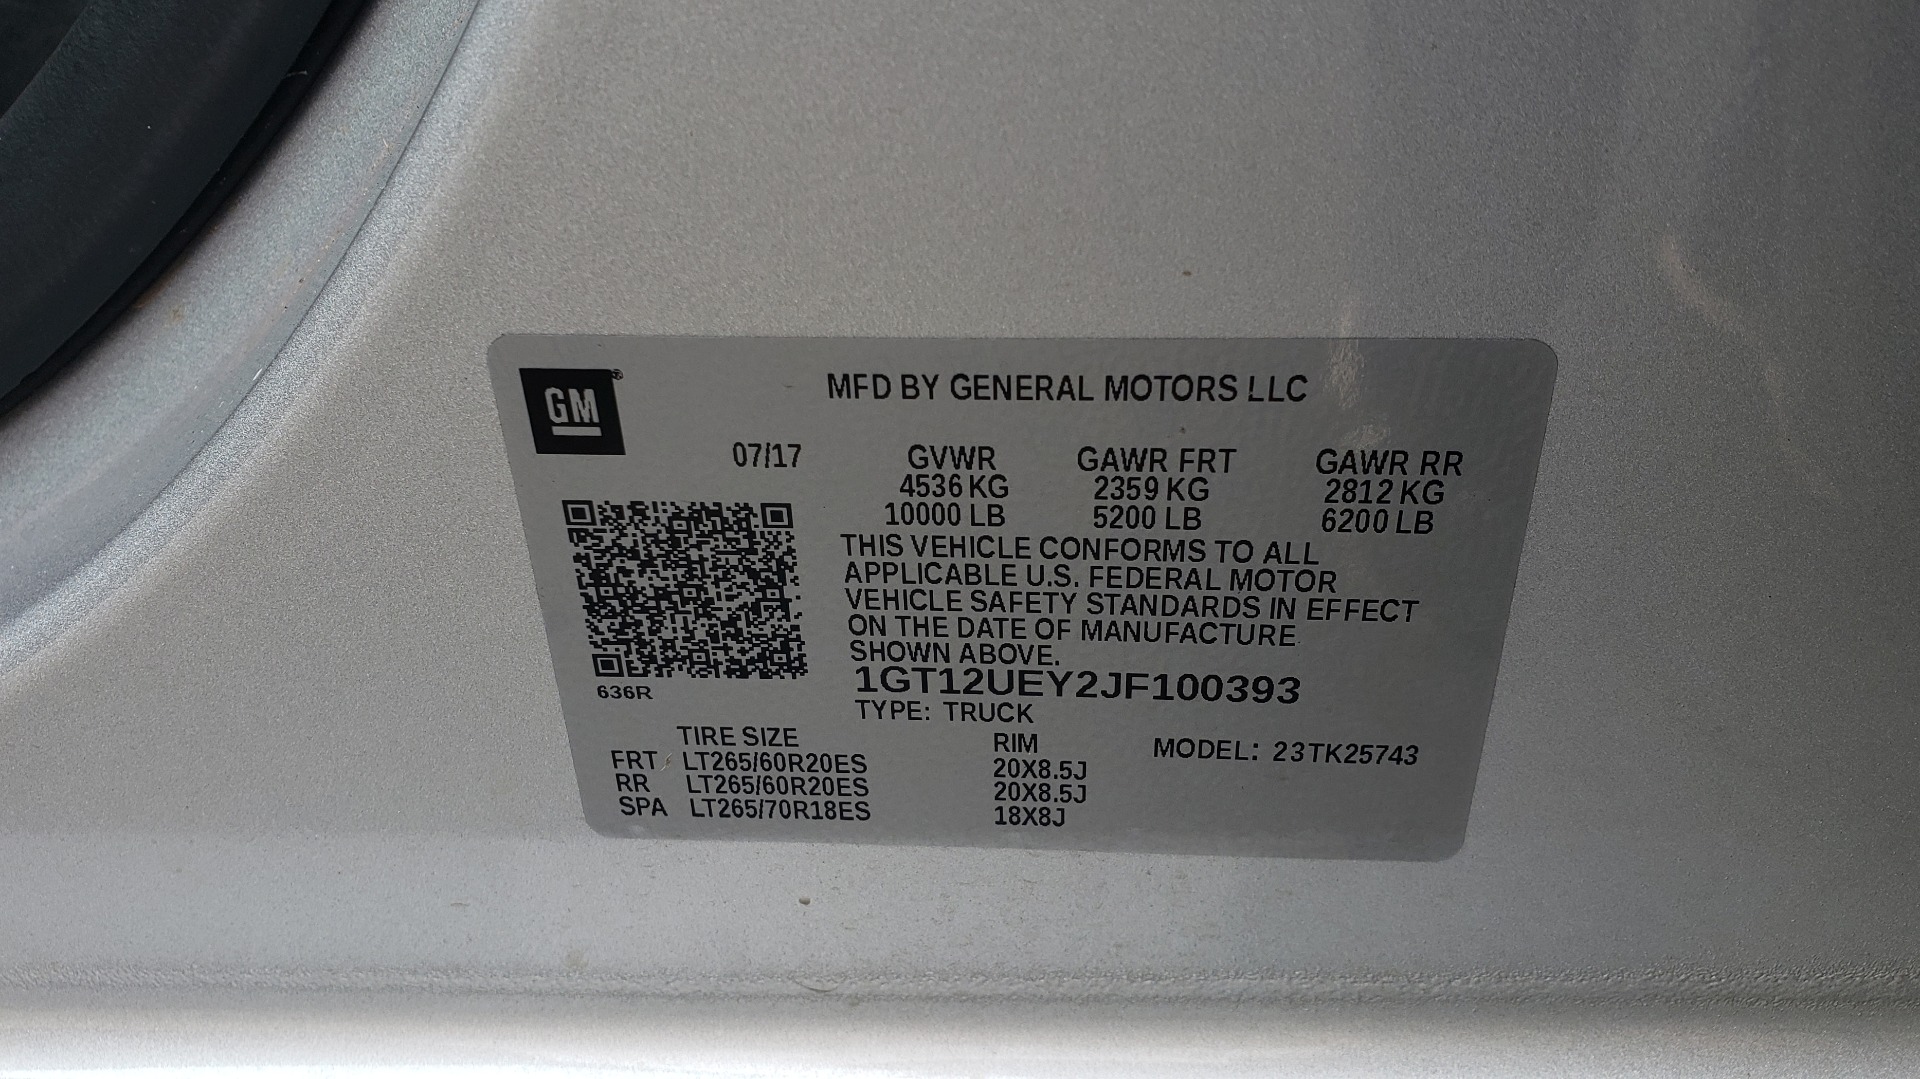 GM®
MFD BY GENERAL MOTORS LLC
07/17
GVWR GAWR FRT GAWR RR
4536 KG 2359 KG 2812 KG
10000 LB 5200 LB 6200 LB
THIS VEHICLE CONFORMS TO ALL
APPLICABLE U.S. FEDERAL MOTOR
VEHICLE SAFETY STANDARDS IN EFFECT
ON THE DATE OF MANUFACTURE
SHOWN ABOVE.
636R
1GT12UEY2JF100393
TYPE: TRUCK
TIRE SIZE RIM MODEL: 23TK25743
FRT LT265/60R20ES 20X8.5J
RR LT265/60R20ES 20X8.5J
SPA LT265/70R18ES 18X8J